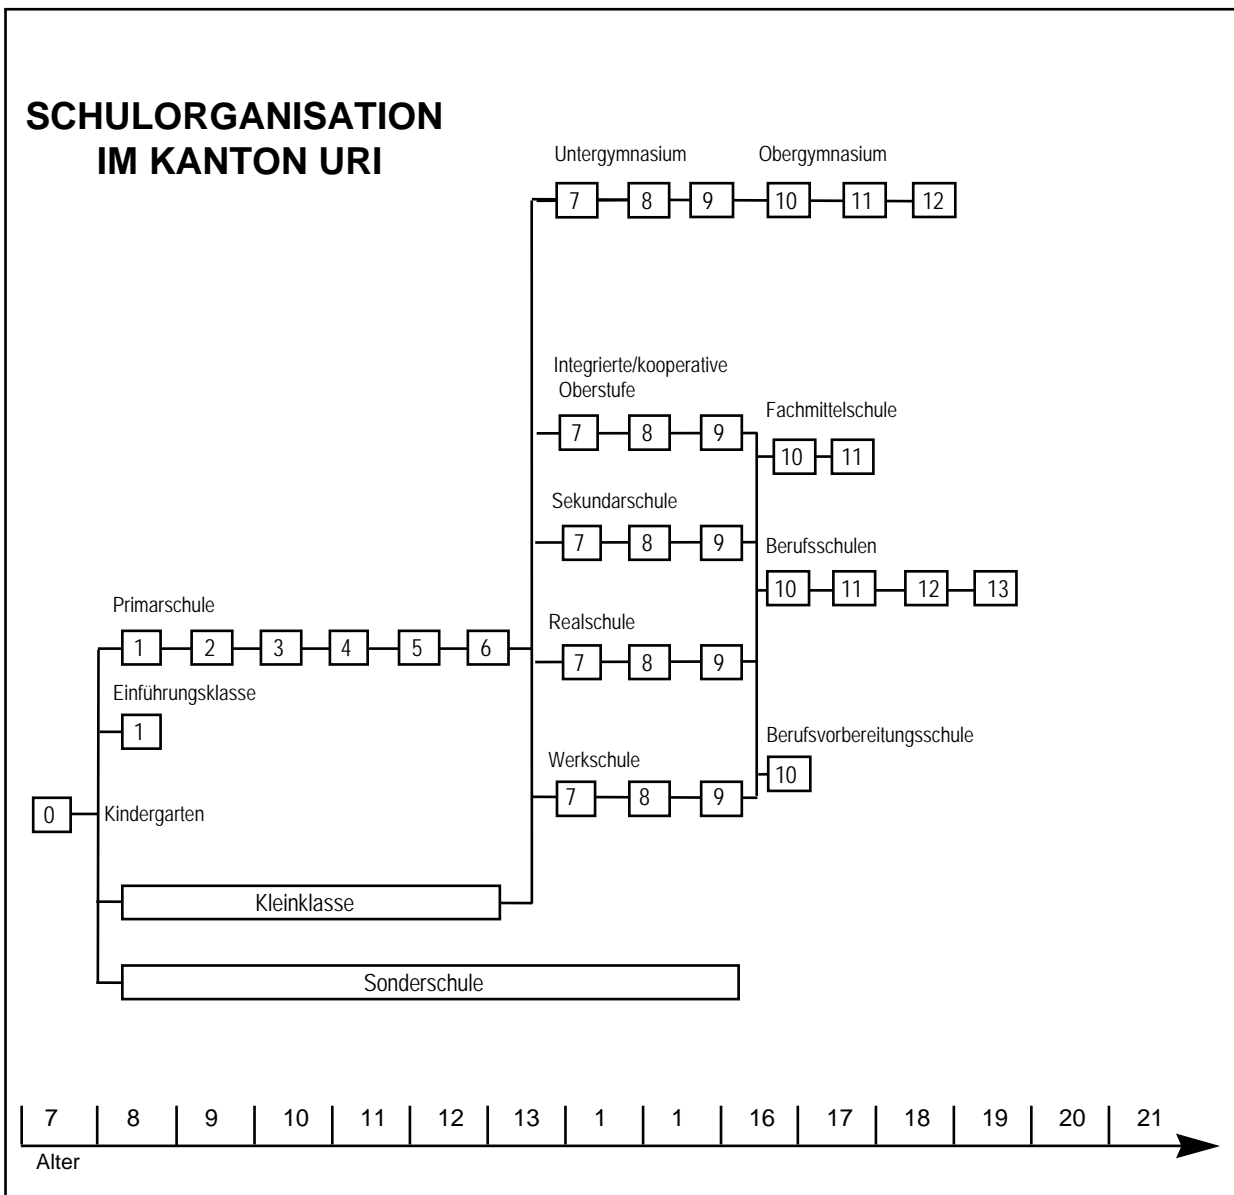 SCHULORGANISATION
IM KANTON URI
Untergymnasium Obergymnasium
7 8 9 10 11 12
Integrierte/kooperative
Oberstufe
7 8 9
Fachmittelschule
10 11
Sekundarschule
7 8 9
Berufsschulen
10 11 12 13
Primarschule
1 2 3 4 5 6
Realschule
7 8 9
Einführungsklasse
1
Werkschule
7 8 9
Berufsvorbereitungsschule
10
0 Kindergarten
Kleinklasse
Sonderschule
7 8 9 10 11 12 13 1 1 16 17 18 19 20 21
Alter